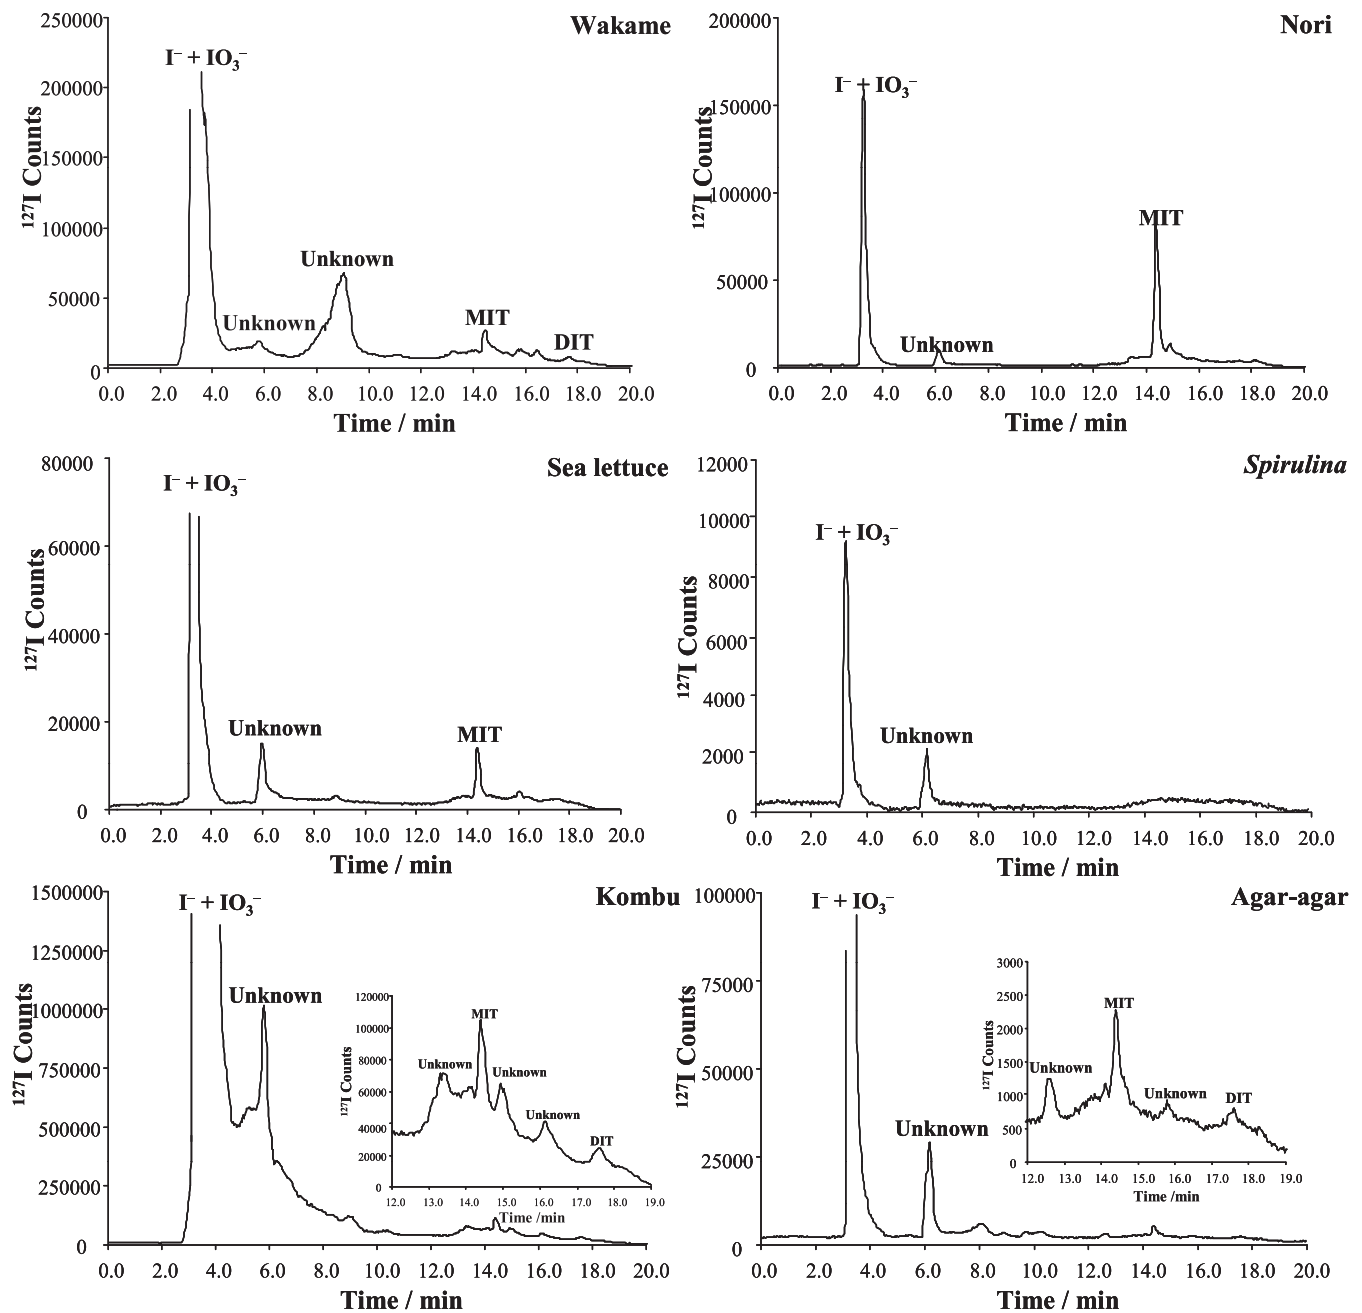 Wakame
250000
200000
150000
100000
50000
0
¹²⁷I Counts
I⁻ + IO₃⁻
Unknown
Unknown
MIT
DIT
0.0 2.0 4.0 6.0 8.0 10.0 12.0 14.0 16.0 18.0 20.0
Time / min
Nori
200000
150000
100000
50000
0
¹²⁷I Counts
I⁻ + IO₃⁻
Unknown
MIT
0.0 2.0 4.0 6.0 8.0 10.0 12.0 14.0 16.0 18.0 20.0
Time / min
Sea lettuce
80000
60000
40000
20000
0
¹²⁷I Counts
I⁻ + IO₃⁻
Unknown
MIT
0.0 2.0 4.0 6.0 8.0 10.0 12.0 14.0 16.0 18.0 20.0
Time / min
Spirulina
12000
10000
8000
6000
4000
2000
0
¹²⁷I Counts
I⁻ + IO₃⁻
Unknown
0.0 2.0 4.0 6.0 8.0 10.0 12.0 14.0 16.0 18.0 20.0
Time / min
Kombu
1500000
1250000
1000000
750000
500000
250000
0
¹²⁷I Counts
I⁻ + IO₃⁻
Unknown
0.0 2.0 4.0 6.0 8.0 10.0 12.0 14.0 16.0 18.0 20.0
Time / min
120000
100000
80000
60000
40000
20000
0
¹²⁷I Counts
MIT
Unknown
Unknown
Unknown
DIT
12.0 13.0 14.0 15.0 16.0 17.0 18.0 19.0
Time /min
Agar-agar
100000
75000
50000
25000
0
¹²⁷I Counts
I⁻ + IO₃⁻
Unknown
0.0 2.0 4.0 6.0 8.0 10.0 12.0 14.0 16.0 18.0 20.0
Time / min
3000
2500
2000
1500
1000
500
0
¹²⁷I Counts
MIT
Unknown
Unknown
DIT
12.0 13.0 14.0 15.0 16.0 17.0 18.0 19.0
Time /min